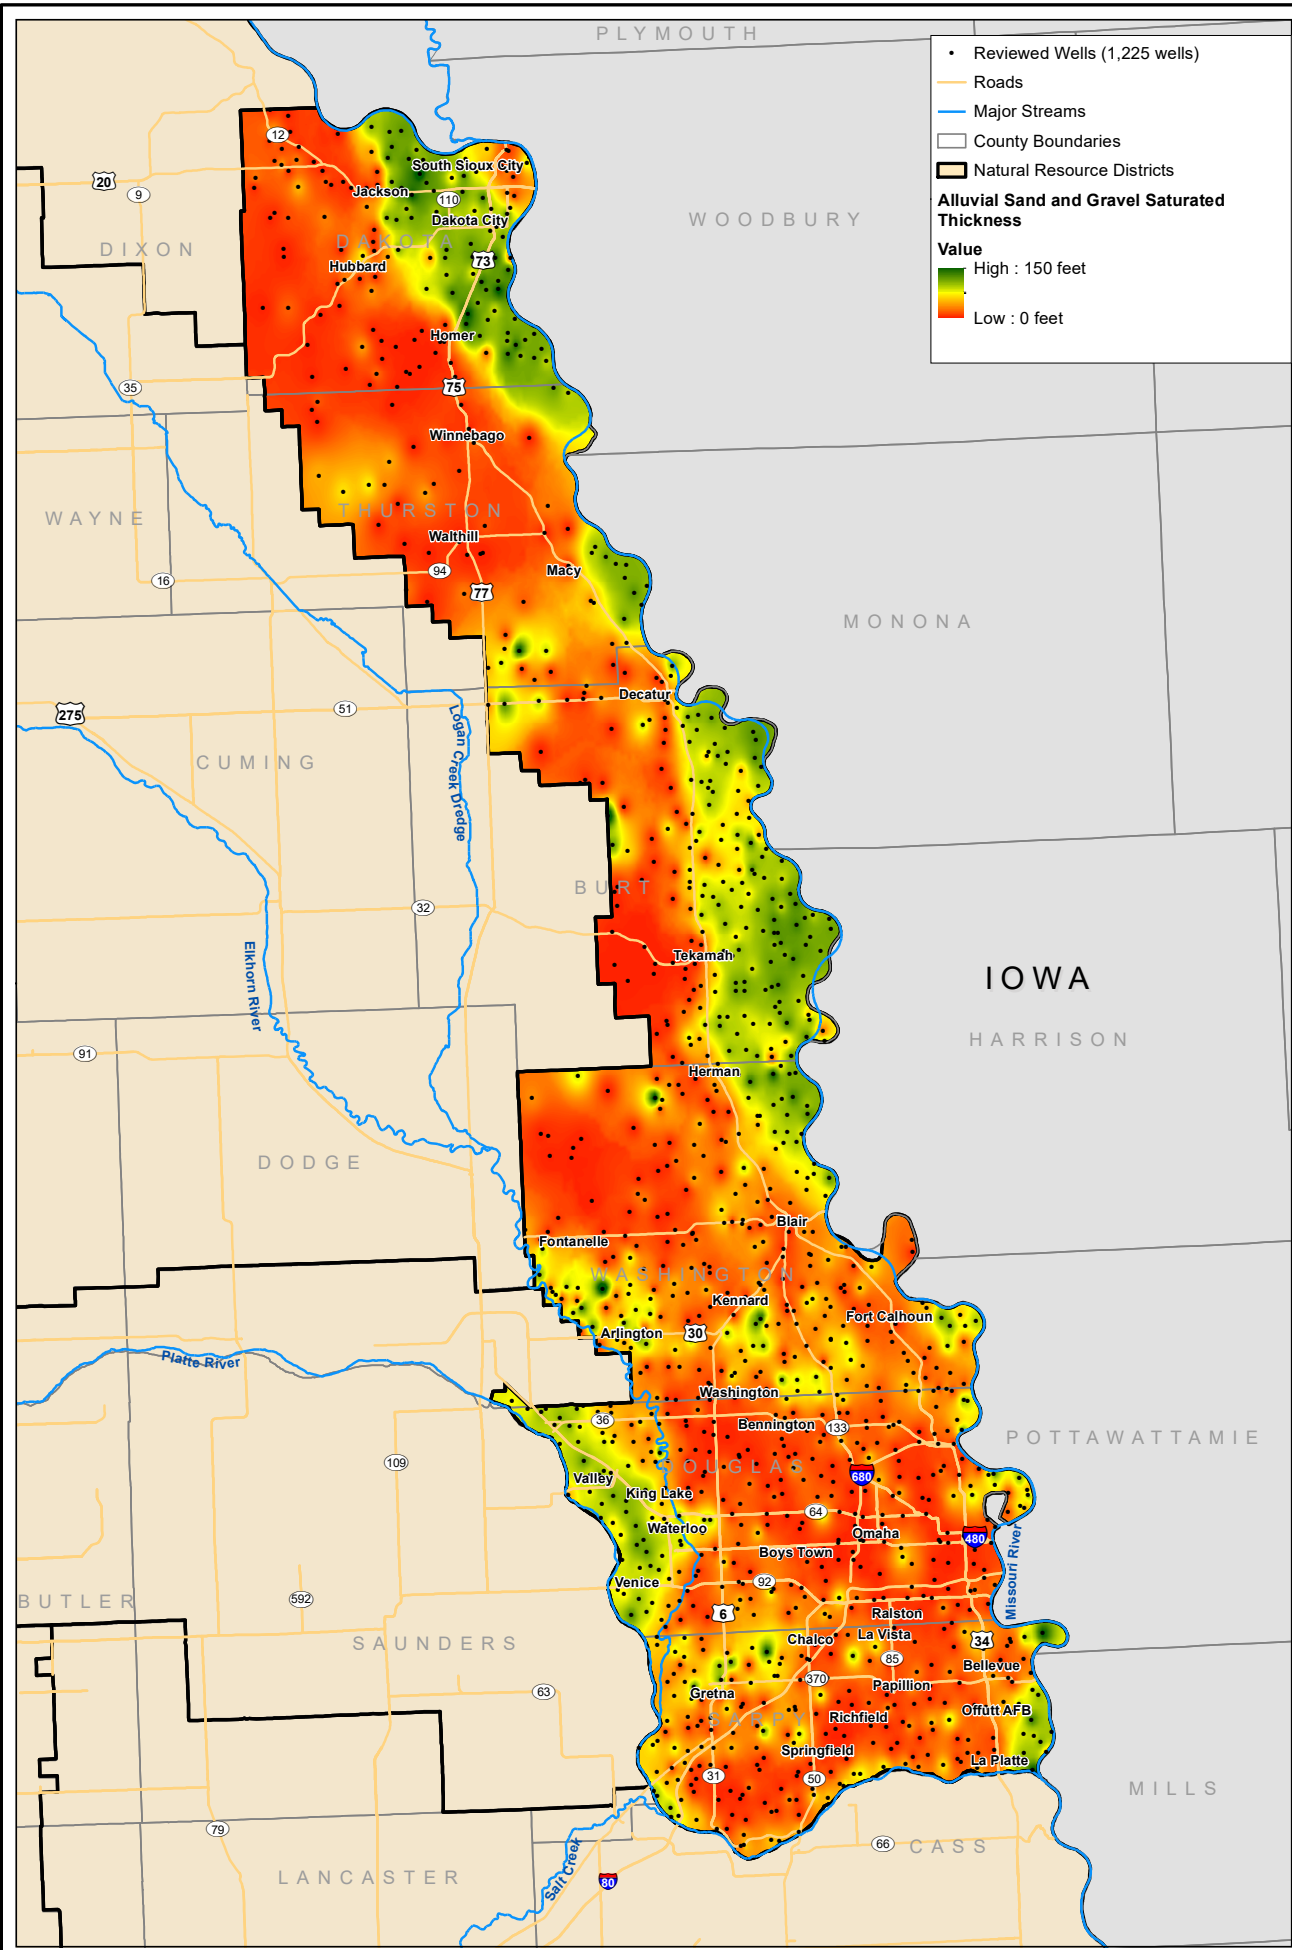 PLYMOUTH
Reviewed Wells (1,225 wells)
Roads
Major Streams
County Boundaries
Natural Resource Districts
Alluvial Sand and Gravel Saturated
Thickness
Value
High : 150 feet
Low : 0 feet
12
South Sioux City
20
9
Jackson
110
WOODBURY
Dakota City
DIXON
DAKOTA
73
Hubbard
Homer
35
75
Winnebago
WAYNE
THURSTON
Walthill
94
Macy
16
77
MONONA
Decatur
51
275
Logan Creek Dredge
CUMING
BURT
32
Tekamah
Elkhorn River
IOWA
HARRISON
91
Herman
DODGE
Blair
Fontanelle
WASHINGTON
Kennard
Fort Calhoun
Arlington
30
Platte River
Washington
36
Bennington
133
POTTAWATTAMIE
109
DOUGLAS
680
Valley
King Lake
64
Waterloo
Omaha
480
Boys Town
Missouri River
Venice
92
592
BUTLER
6
Ralston
SAUNDERS
Chalco
La Vista
34
85
Bellevue
370
Papillion
63
Gretna
SARPY
Richfield
Offutt AFB
Springfield
La Platte
31
50
MILLS
79
66
CASS
Salt Creek
LANCASTER
80